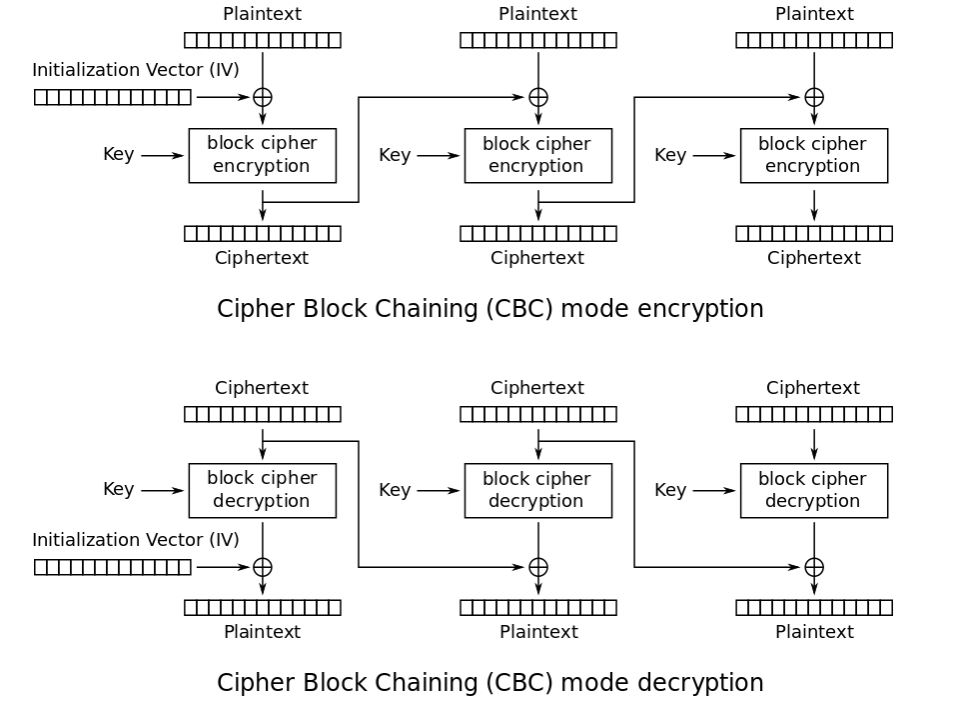 Plaintext
Plaintext
Plaintext
Initialization Vector (IV)
Key
block cipher
encryption
Key
block cipher
encryption
Key
block cipher
encryption
Ciphertext
Ciphertext
Ciphertext
Cipher Block Chaining (CBC) mode encryption
Ciphertext
Ciphertext
Ciphertext
Key
block cipher
decryption
Key
block cipher
decryption
Key
block cipher
decryption
Initialization Vector (IV)
Plaintext
Plaintext
Plaintext
Cipher Block Chaining (CBC) mode decryption